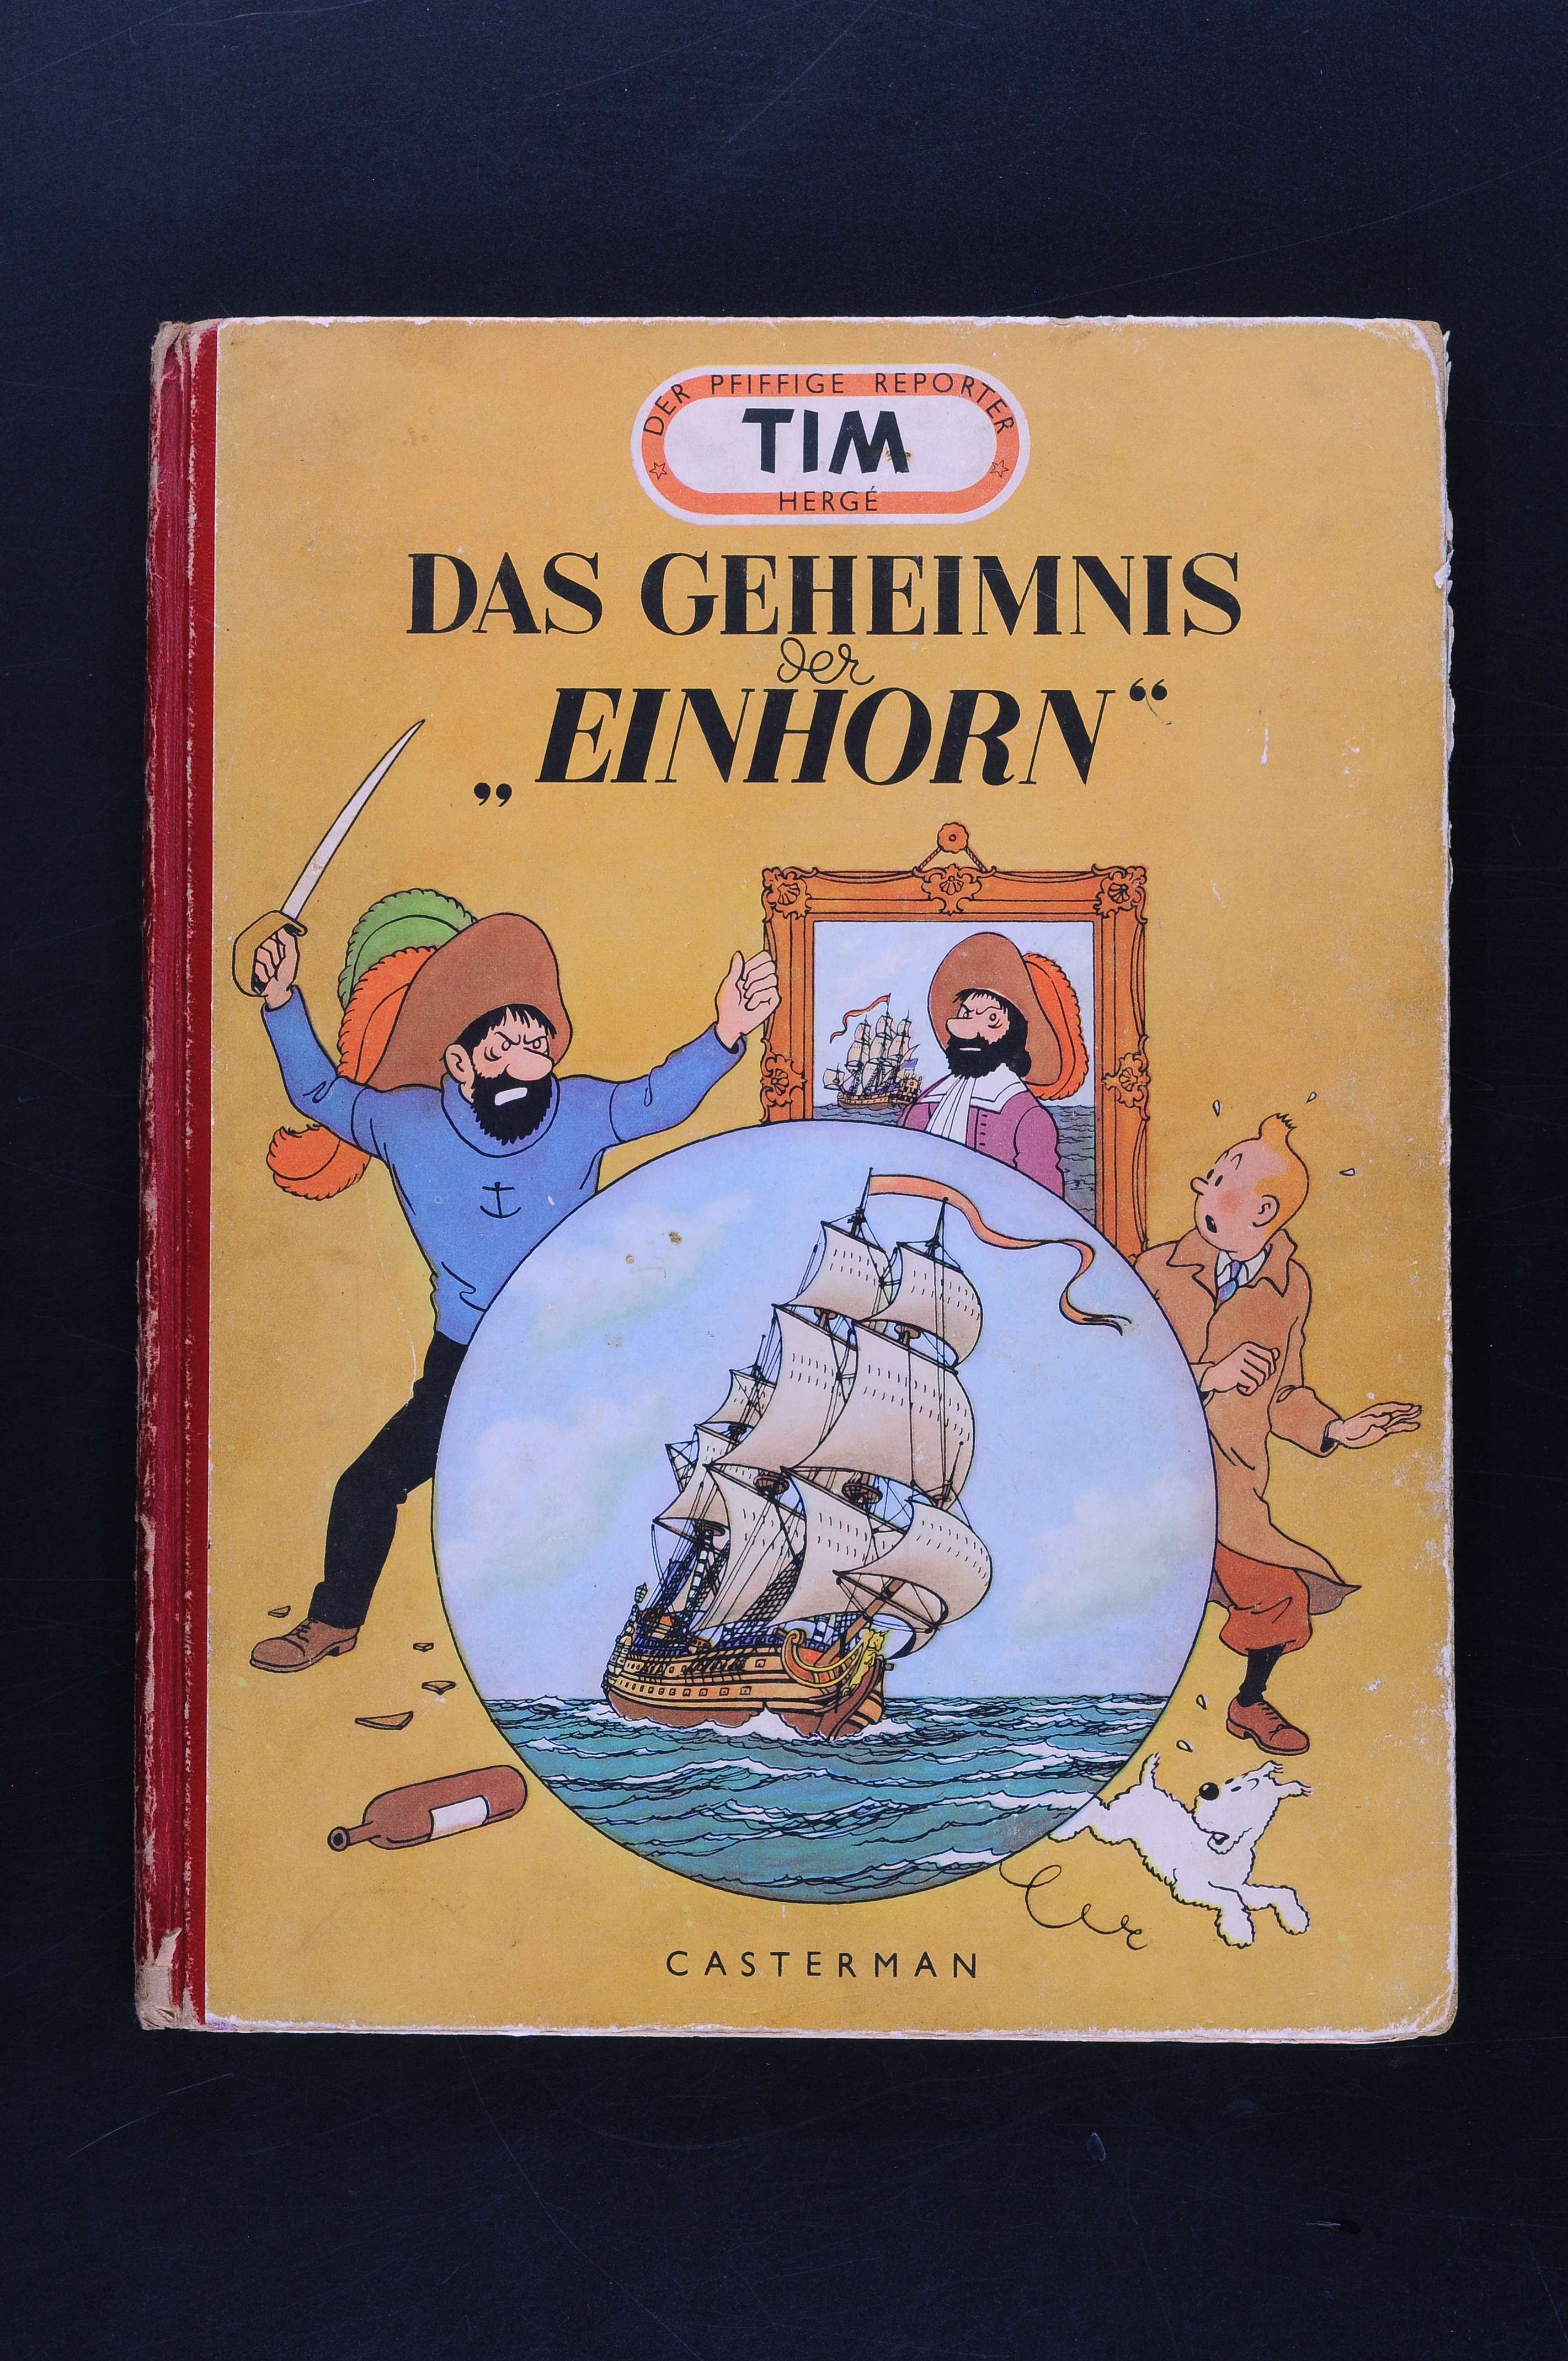 DER PFIFFIGE REPORTER
TIM
HERGÉ
DAS GEHEIMNIS
der
„EINHORN“
CASTERMAN